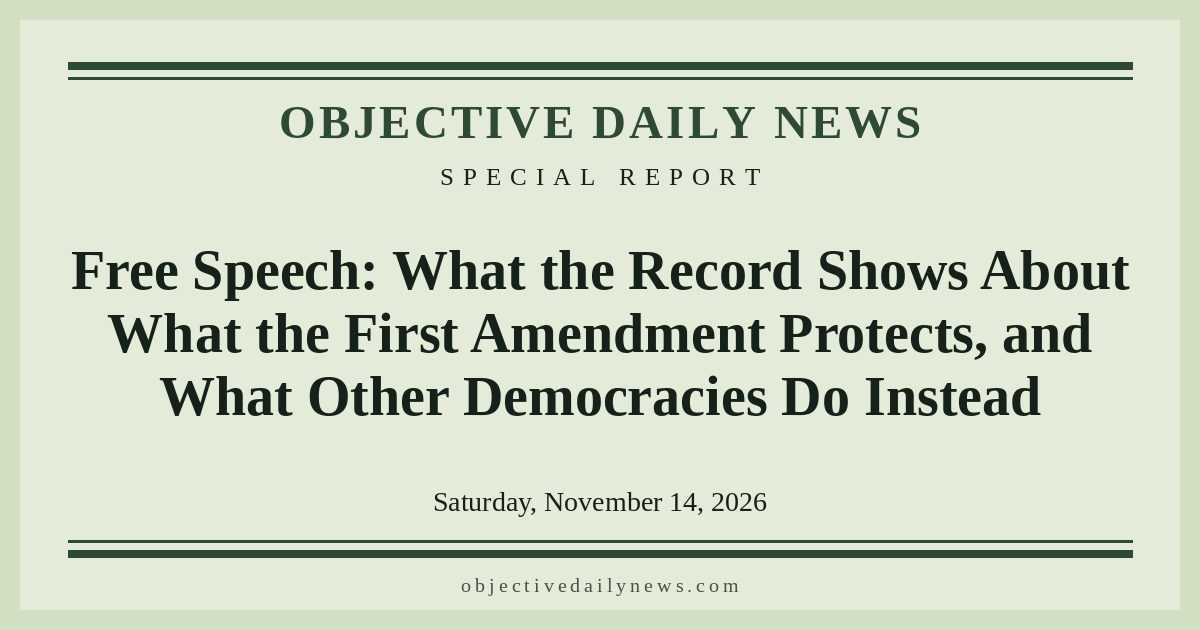 OBJECTIVE DAILY NEWS
SPECIAL REPORT
Free Speech: What the Record Shows About
What the First Amendment Protects, and
What Other Democracies Do Instead
Saturday, November 14, 2026
objectivedailynews.com